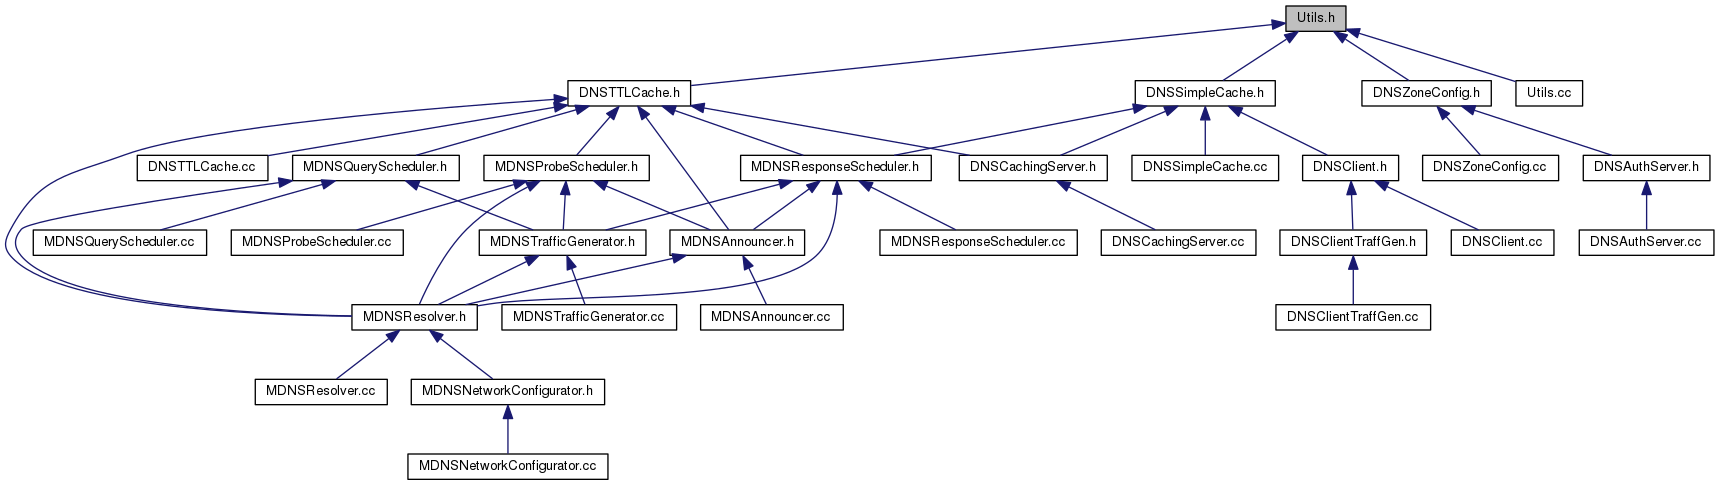 Utils.h
DNSTTLCache.h
DNSSimpleCache.h
DNSZoneConfig.h
Utils.cc
DNSTTLCache.cc
MDNSQueryScheduler.h
MDNSProbeScheduler.h
MDNSResponseScheduler.h
DNSCachingServer.h
DNSSimpleCache.cc
DNSClient.h
DNSZoneConfig.cc
DNSAuthServer.h
MDNSQueryScheduler.cc
MDNSProbeScheduler.cc
MDNSTrafficGenerator.h
MDNSAnnouncer.h
MDNSResponseScheduler.cc
DNSCachingServer.cc
DNSClientTraffGen.h
DNSClient.cc
DNSAuthServer.cc
MDNSResolver.h
MDNSTrafficGenerator.cc
MDNSAnnouncer.cc
DNSClientTraffGen.cc
MDNSResolver.cc
MDNSNetworkConfigurator.h
MDNSNetworkConfigurator.cc